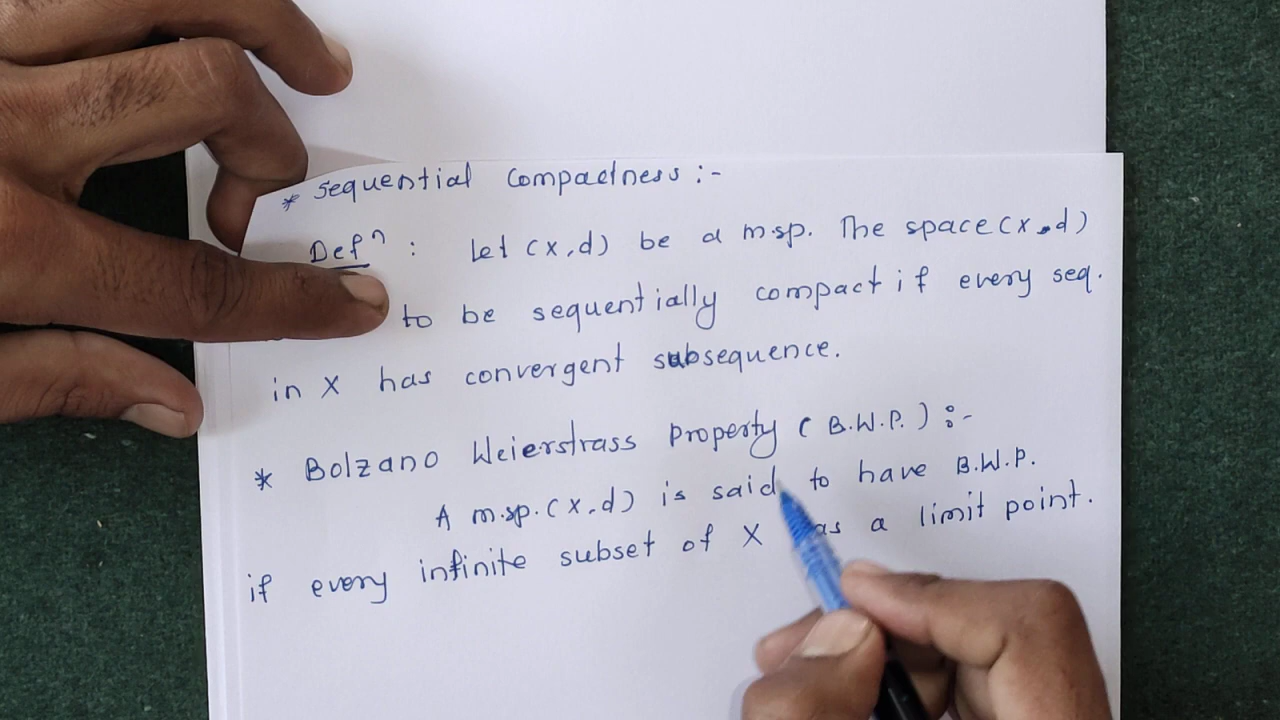 * Sequential compactness :-
Defⁿ : Let (X,d) be a m.sp. The space (X,d)
to be sequentially compact if every seq.
in X has convergent subsequence.
* Bolzano Weierstrass Property (B.W.P.) :-
A m.sp. (X,d) is said to have B.W.P.
if every infinite subset of X as a limit point.